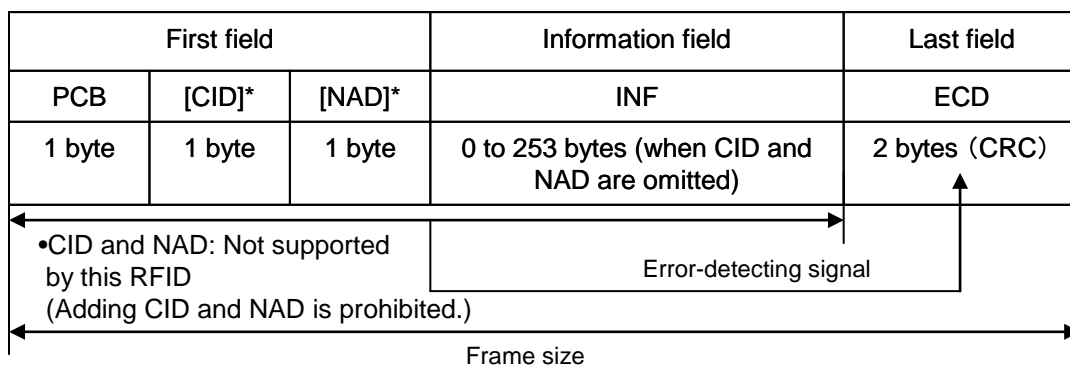 First field
Information field
Last field
PCB
[CID]*
[NAD]*
INF
ECD
1 byte
1 byte
1 byte
0 to 253 bytes (when CID and
NAD are omitted)
2 bytes（CRC）
•CID and NAD: Not supported
by this RFID
(Adding CID and NAD is prohibited.)
Error-detecting signal
Frame size